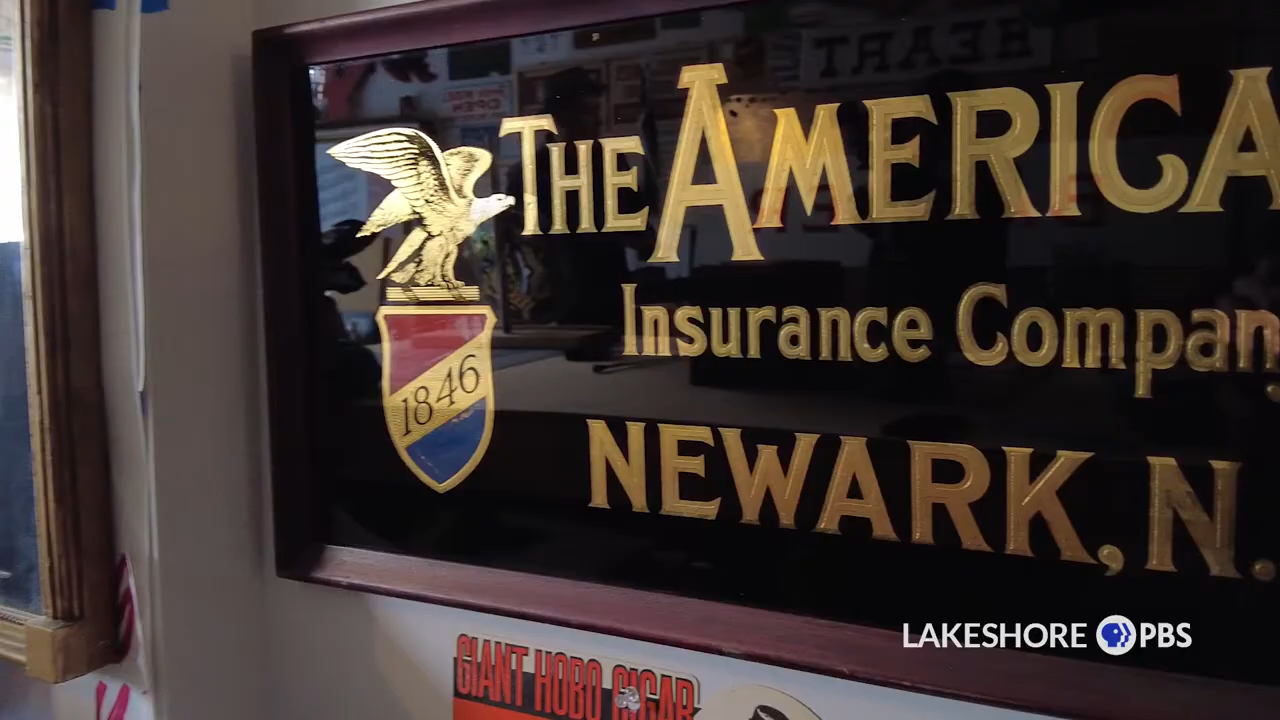 THE AMERICA
Insurance Compan
NEWARK, N.
1846
LAKESHORE PBS
GIANT HOBO CIGAR